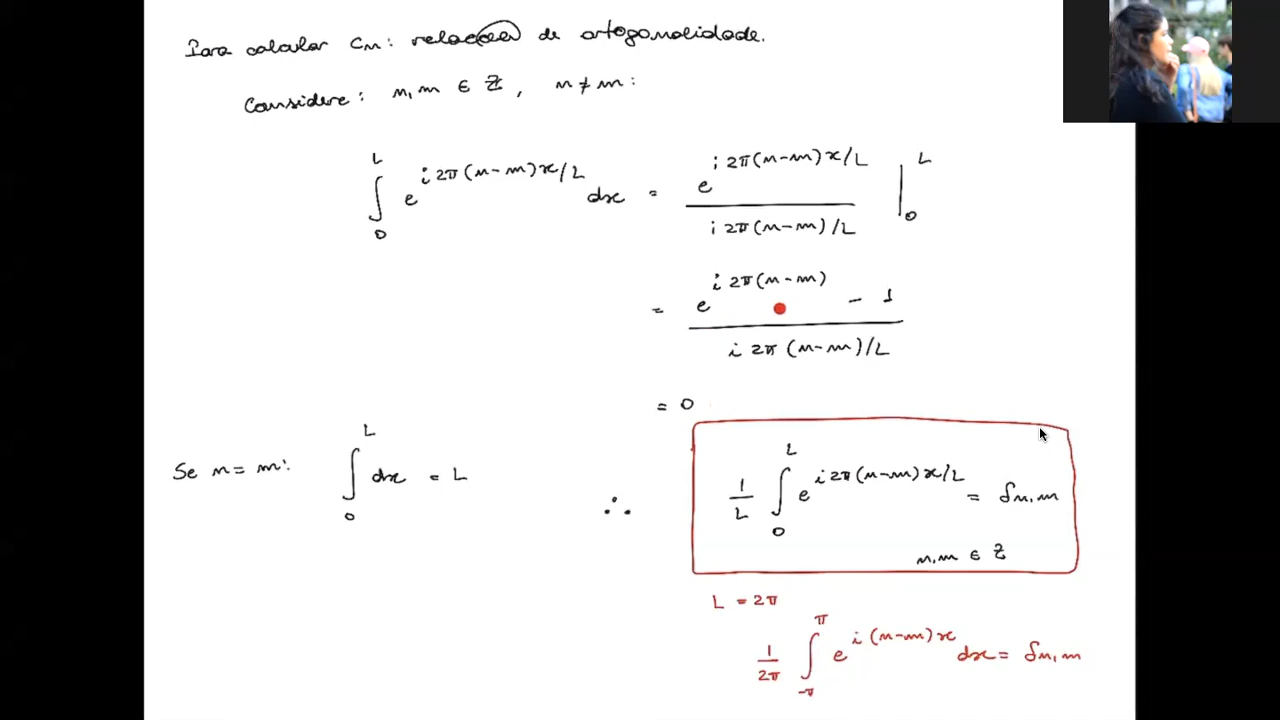 Para calcular cₙ: relações de ortogonalidade.
Considere: n,m ∈ ℤ, n ≠ m:
∫₀ᴸ e^{i2π(n-m)x/L} dx = e^{i2π(n-m)x/L} / i2π(n-m)/L |₀ᴸ
= e^{i2π(n-m)} - 1 / i2π(n-m)/L
= 0
Se n = m: ∫₀ᴸ dx = L
∴ 1/L ∫₀ᴸ e^{i2π(n-m)x/L} = δn,m
n,m ∈ ℤ
L = 2π
1/2π ∫_{-π}^{π} e^{i(n-m)x} dx = δn,m